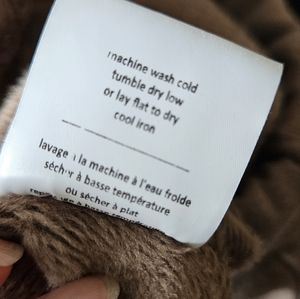 machine wash cold
tumble dry low
or lay flat to dry
cool iron
lavage à la machine à l'eau froide
sécher à basse température
ou sécher à plat